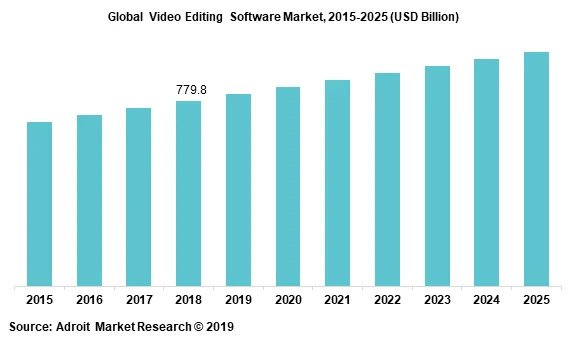 Global Video Editing Software Market, 2015-2025 (USD Billion)
779.8
2015 2016 2017 2018 2019 2020 2021 2022 2023 2024 2025
Source: Adroit Market Research © 2019